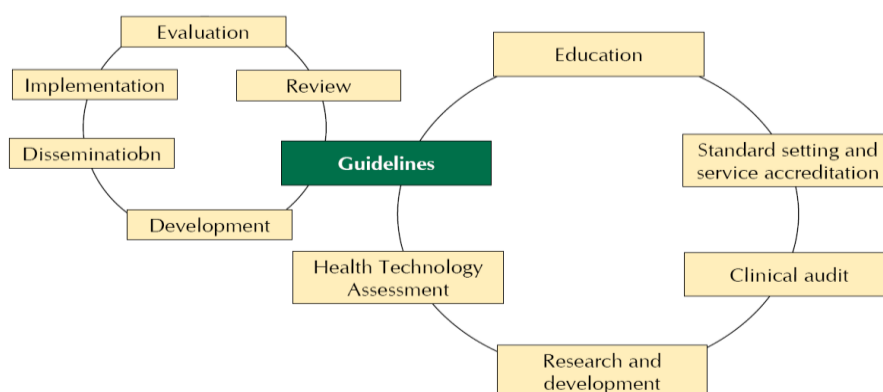 Evaluation
Education
Implementation
Review
Disseminatiobn
Guidelines
Standard setting and
service accreditation
Development
Health Technology
Assessment
Clinical audit
Research and
development